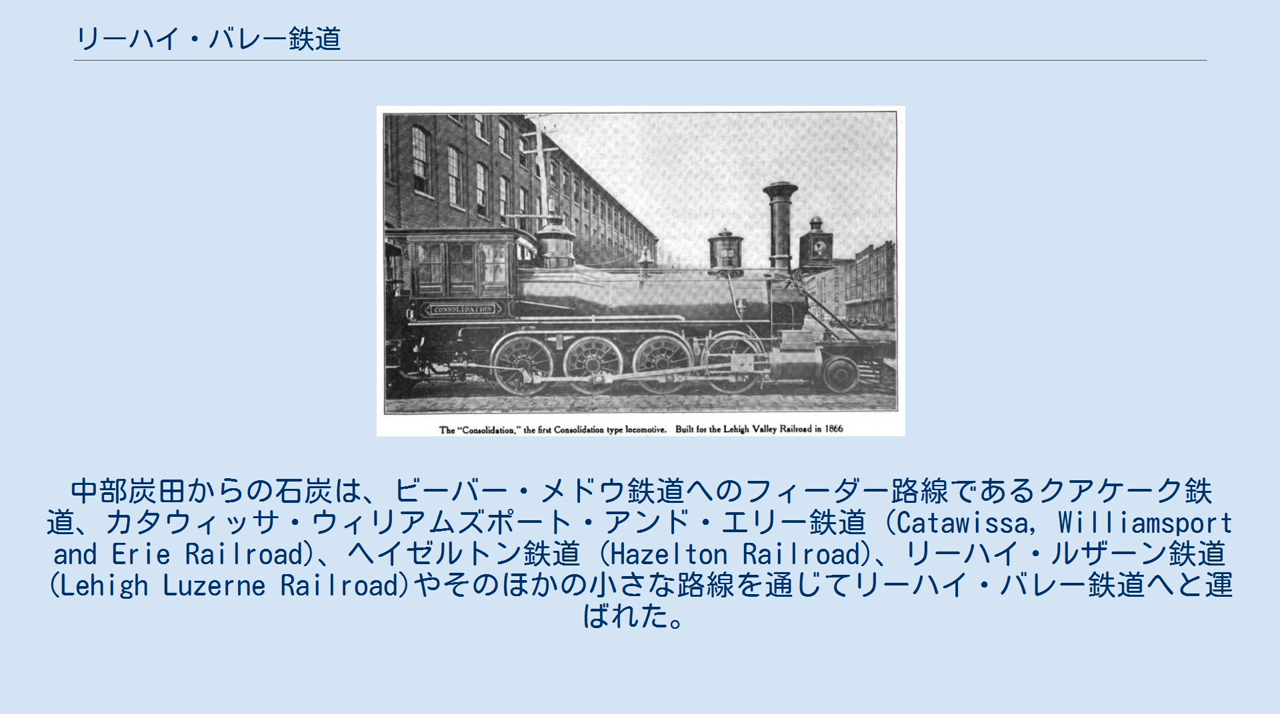 リーハイ・バレー鉄道
CONSOLIDATION
The "Consolidation," the first Consolidation type locomotive. Built for the Lehigh Valley Railroad in 1866
中部炭田からの石炭は、ビーバー・メドウ鉄道へのフィーダー路線であるクアケーク鉄
道、カタウィッサ・ウィリアムズポート・アンド・エリー鉄道 (Catawissa, Williamsport
and Erie Railroad)、ヘイゼルトン鉄道 (Hazelton Railroad)、リーハイ・ルザーン鉄道
(Lehigh Luzerne Railroad)やそのほかの小さな路線を通じてリーハイ・バレー鉄道へと運
ばれた。